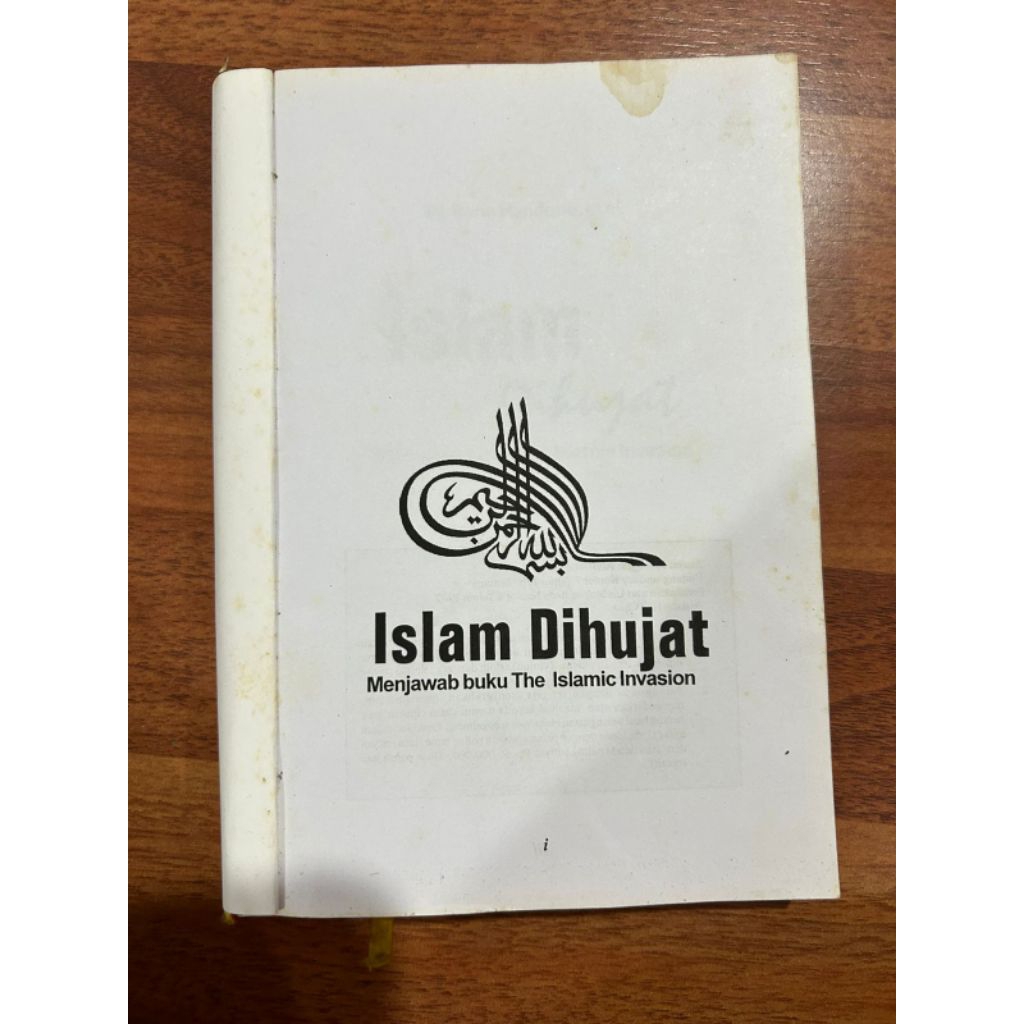 بسم الله الرحمن الرحيم
Islam Dihujat
Menjawab buku The Islamic Invasion
i